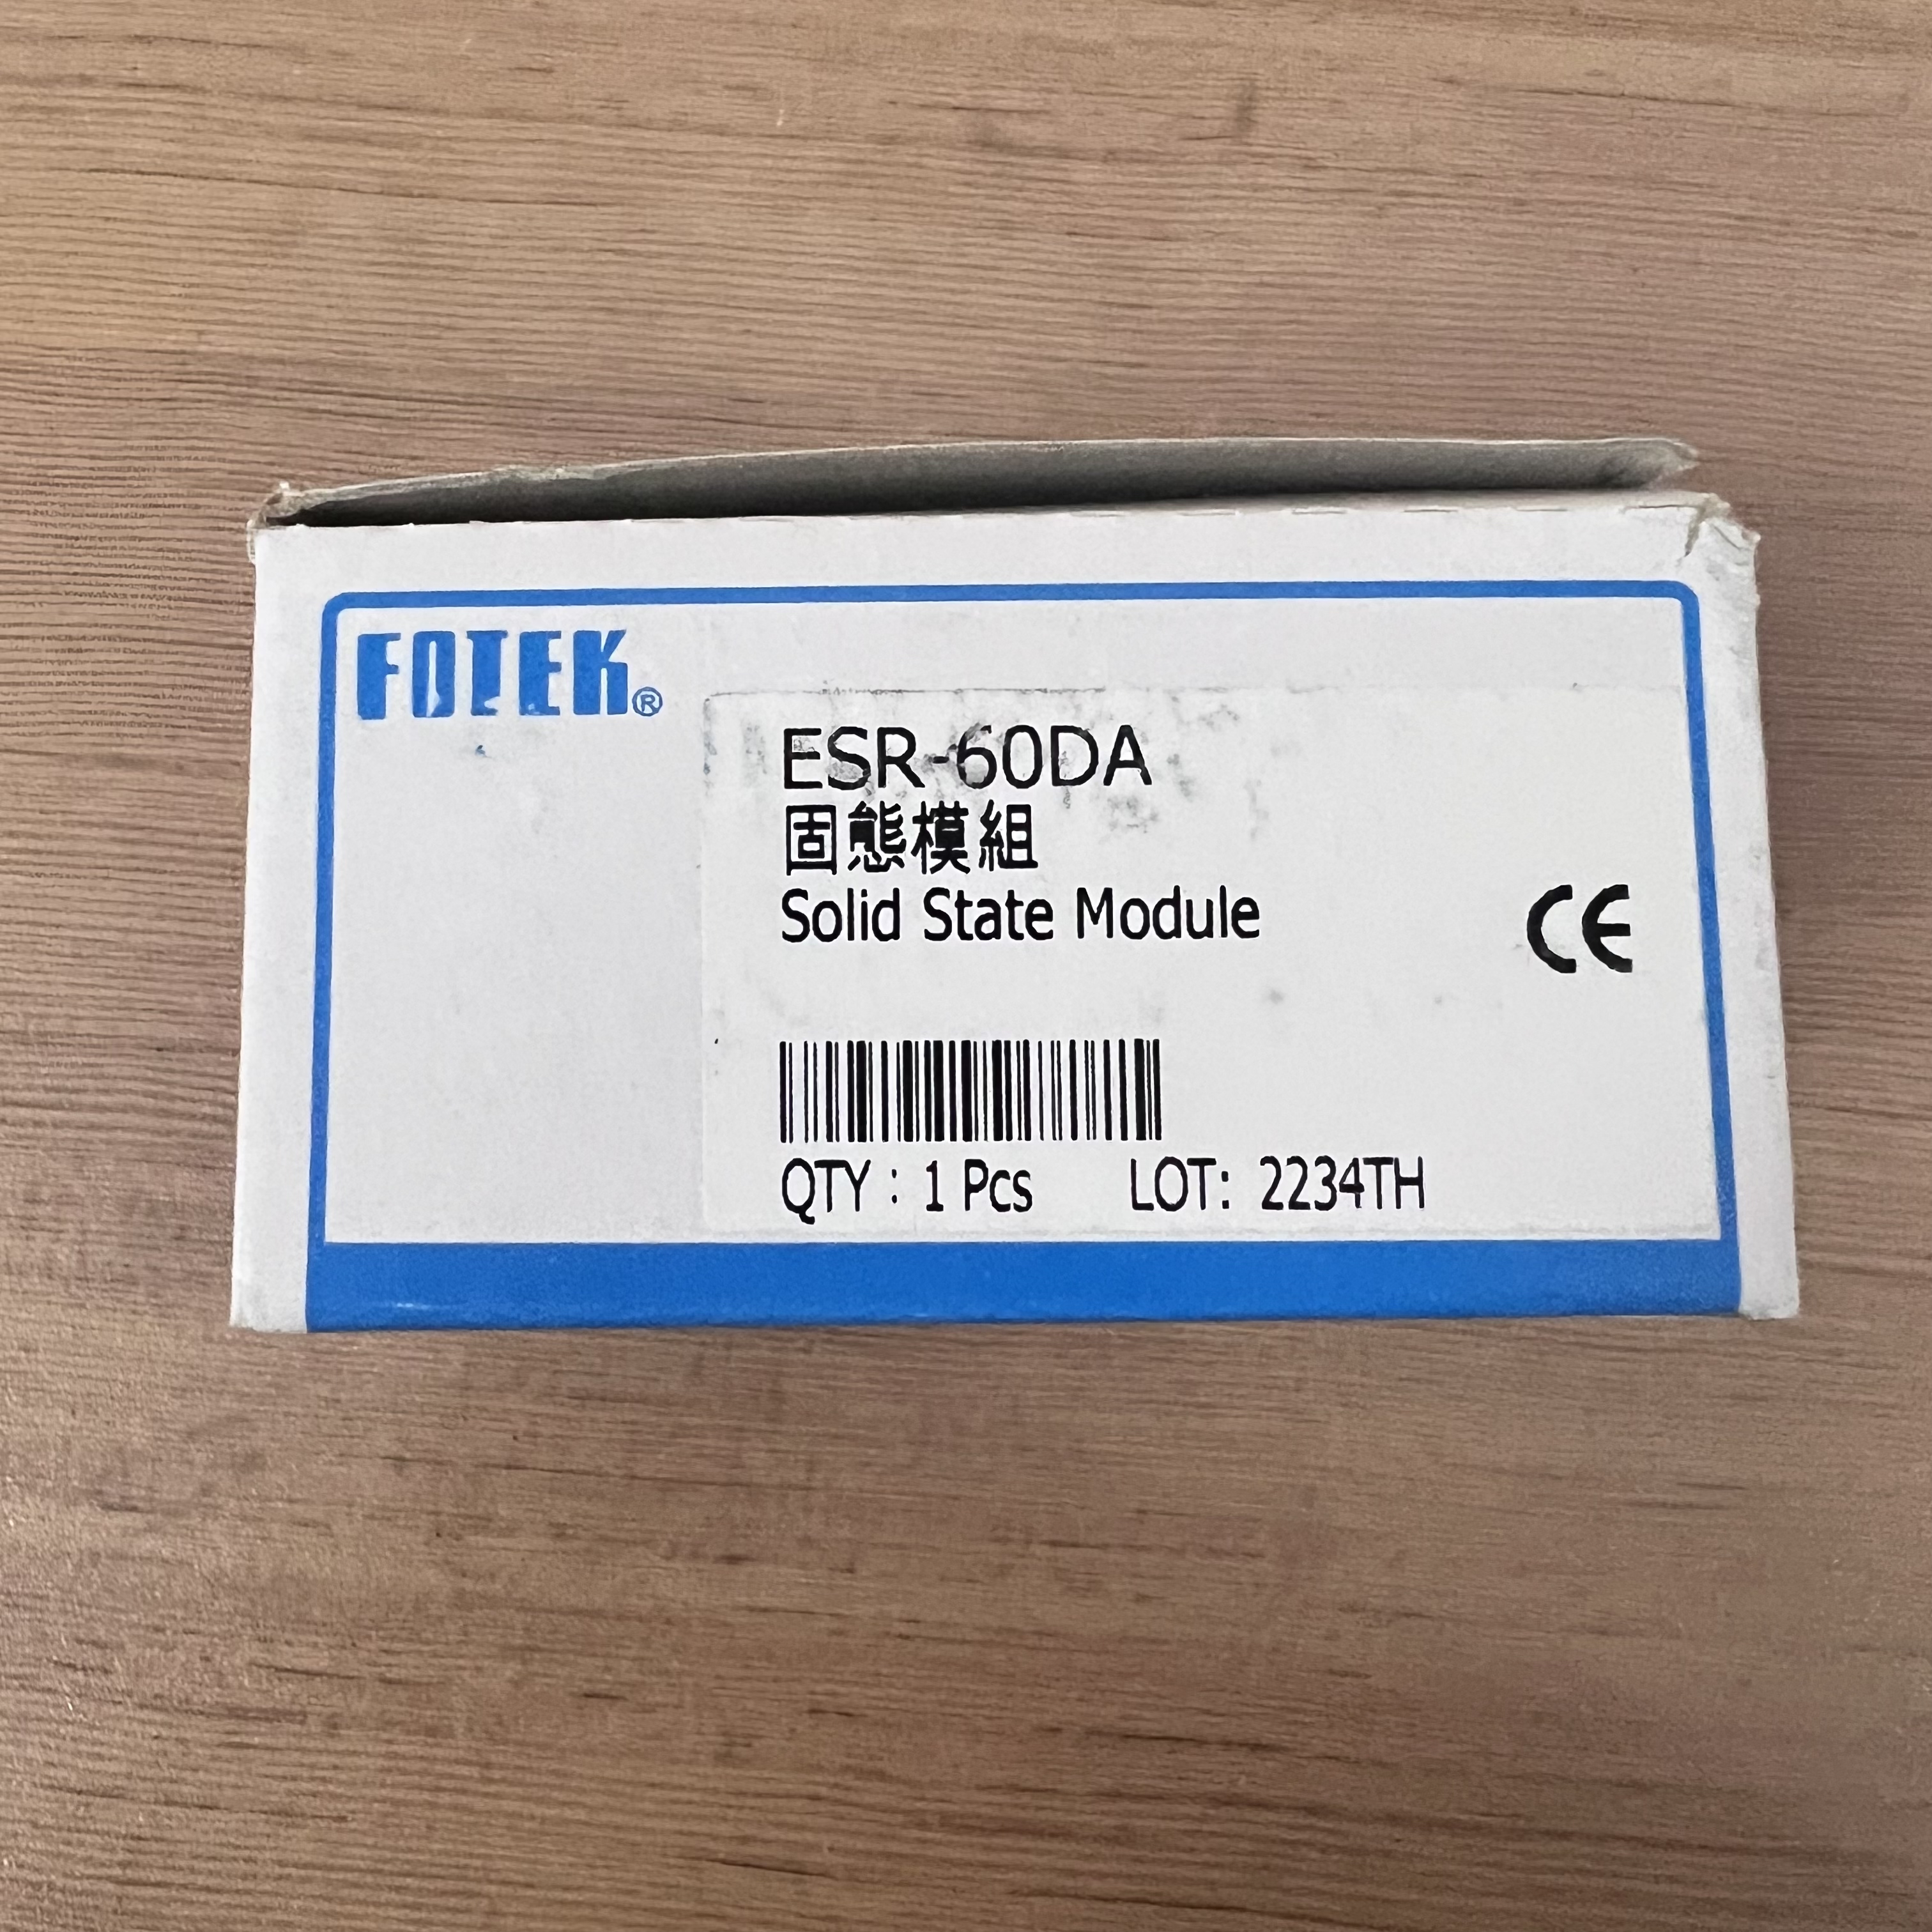 FOTEK®
ESR-60DA
固態模組
Solid State Module
CE
QTY : 1 Pcs LOT: 2234TH